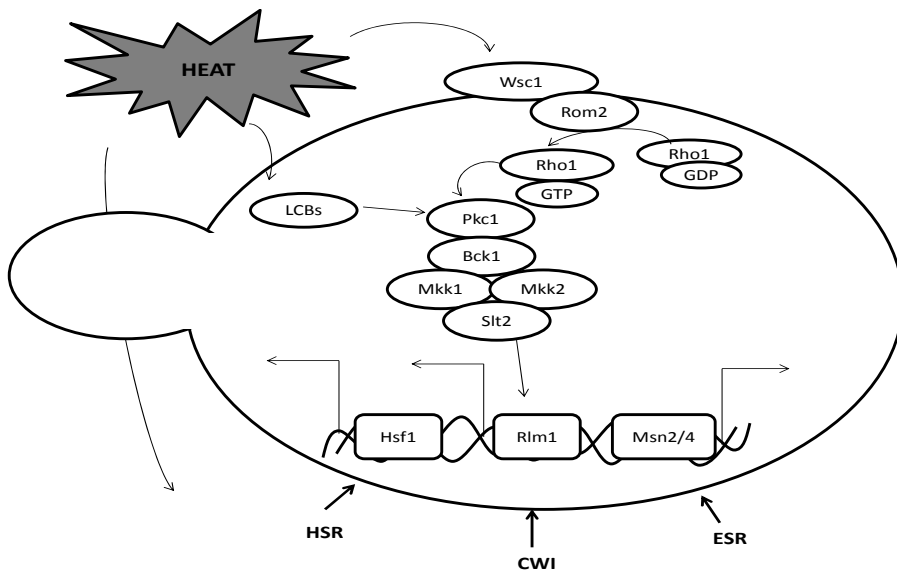 HEAT
Wsc1
Rom2
Rho1
GTP
Rho1
GDP
LCBs
Pkc1
Bck1
Mkk1
Mkk2
Slt2
Hsf1
Rlm1
Msn2/4
HSR
CWI
ESR